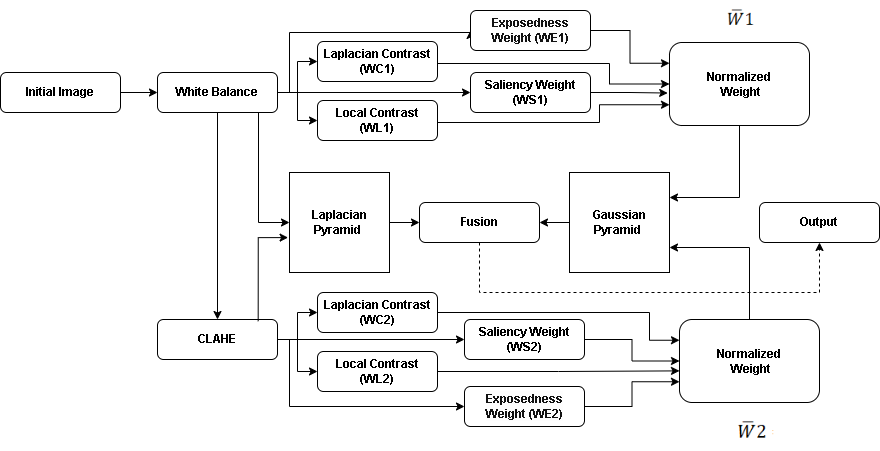 W̅1
Exposedness
Weight (WE1)
Laplacian Contrast
(WC1)
Normalized
Weight
Initial Image
White Balance
Saliency Weight
(WS1)
Local Contrast
(WL1)
Laplacian
Pyramid
Fusion
Gaussian
Pyramid
Output
Laplacian Contrast
(WC2)
CLAHE
Saliency Weight
(WS2)
Normalized
Weight
Local Contrast
(WL2)
Exposedness
Weight (WE2)
W̅2